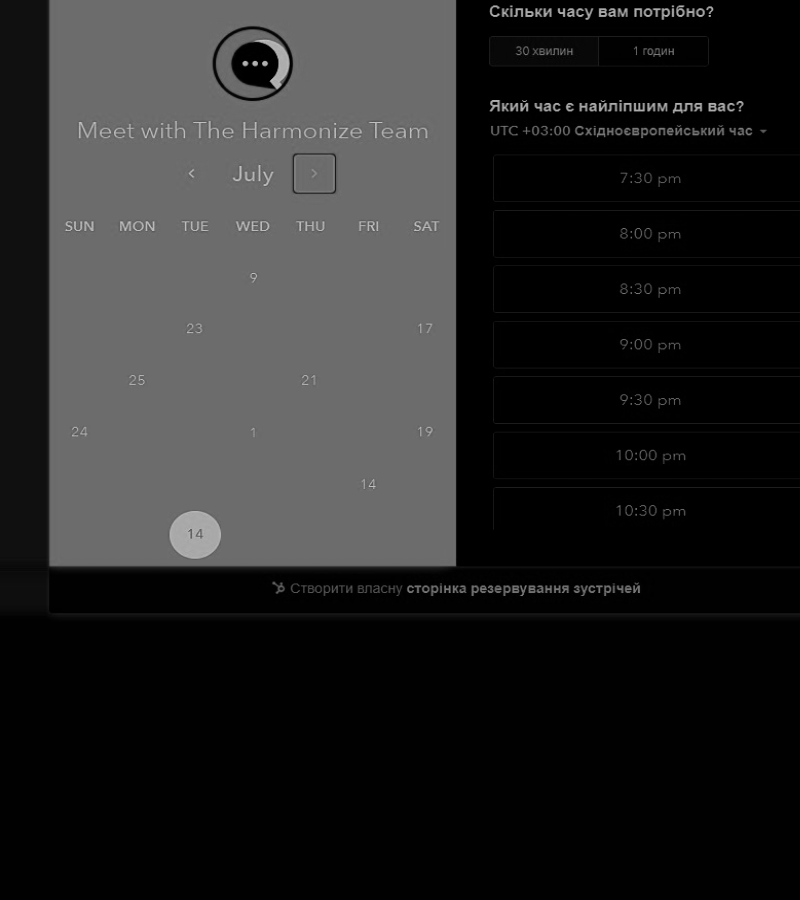 Meet with The Harmonize Team
July
SUN MON TUE WED THU FRI SAT
9
23 17
25 21
24 1 19
14
14
Скільки часу вам потрібно?
30 хвилин 1 годин
Який час є найліпшим для вас?
UTC +03:00 Східноєвропейський час
7:30 pm
8:00 pm
8:30 pm
9:00 pm
9:30 pm
10:00 pm
10:30 pm
Створити власну сторінка резервування зустрічей